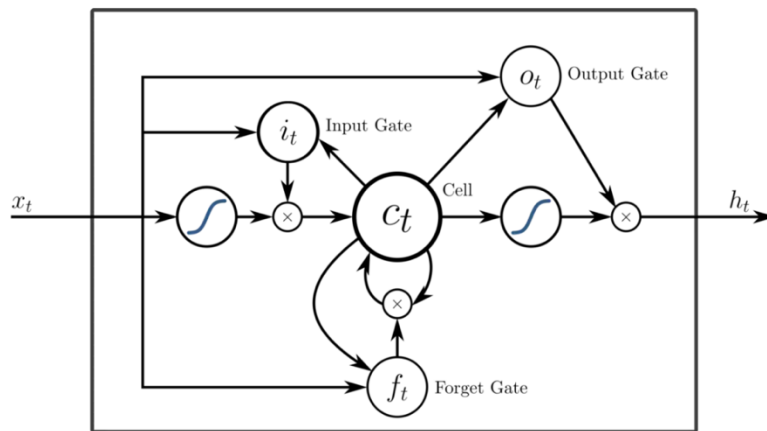 o_t Output Gate
i_t Input Gate
x_t
×
c_t
Cell
×
h_t
×
f_t Forget Gate